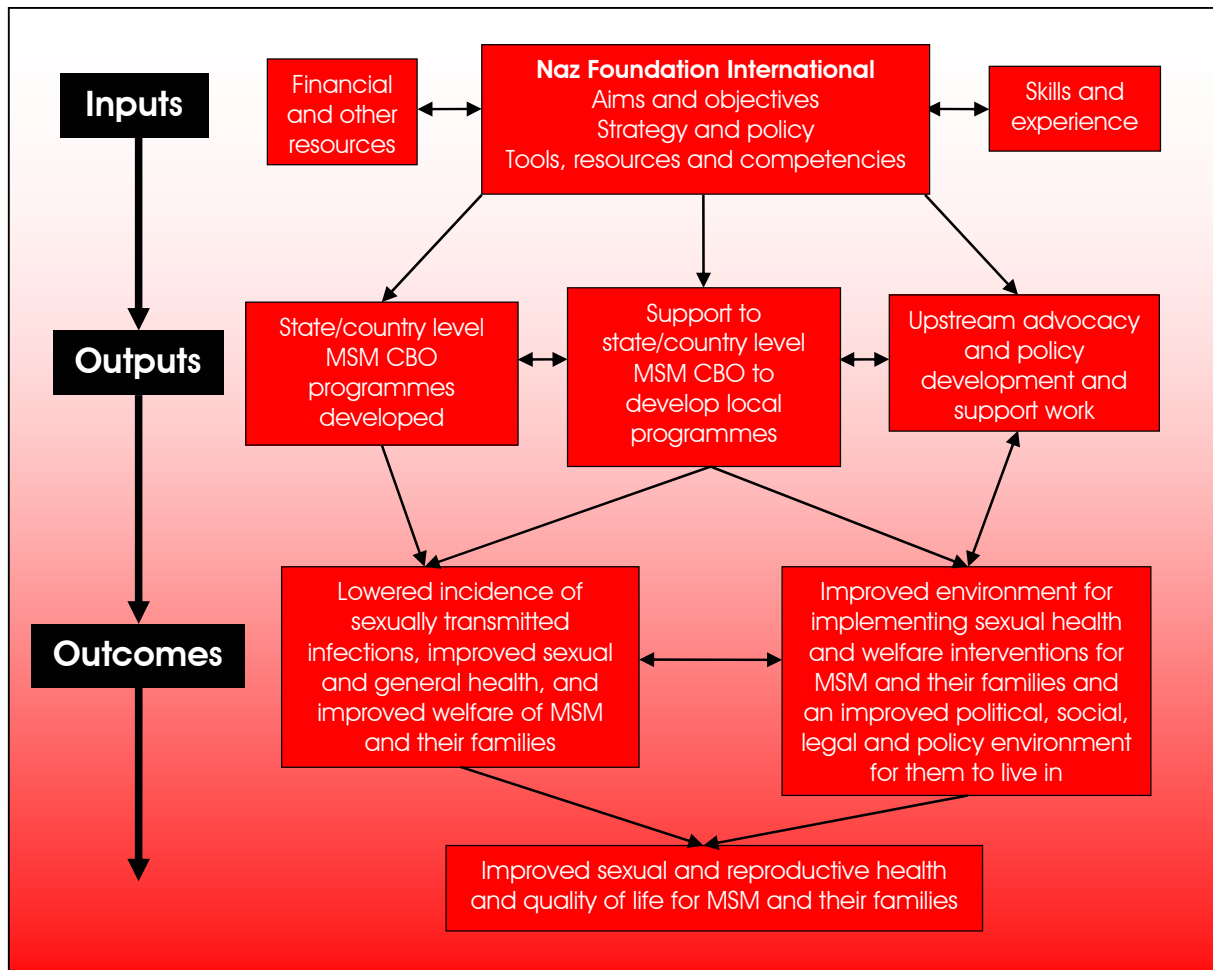 Inputs
Financial
and other
resources
Naz Foundation International
Aims and objectives
Strategy and policy
Tools, resources and competencies
Skills and
experience
Outputs
State/country level
MSM CBO
programmes
developed
Support to
state/country level
MSM CBO to
develop local
programmes
Upstream advocacy
and policy
development and
support work
Outcomes
Lowered incidence of
sexually transmitted
infections, improved sexual
and general health, and
improved welfare of MSM
and their families
Improved environment for
implementing sexual health
and welfare interventions for
MSM and their families and
an improved political, social,
legal and policy environment
for them to live in
Improved sexual and reproductive health
and quality of life for MSM and their families